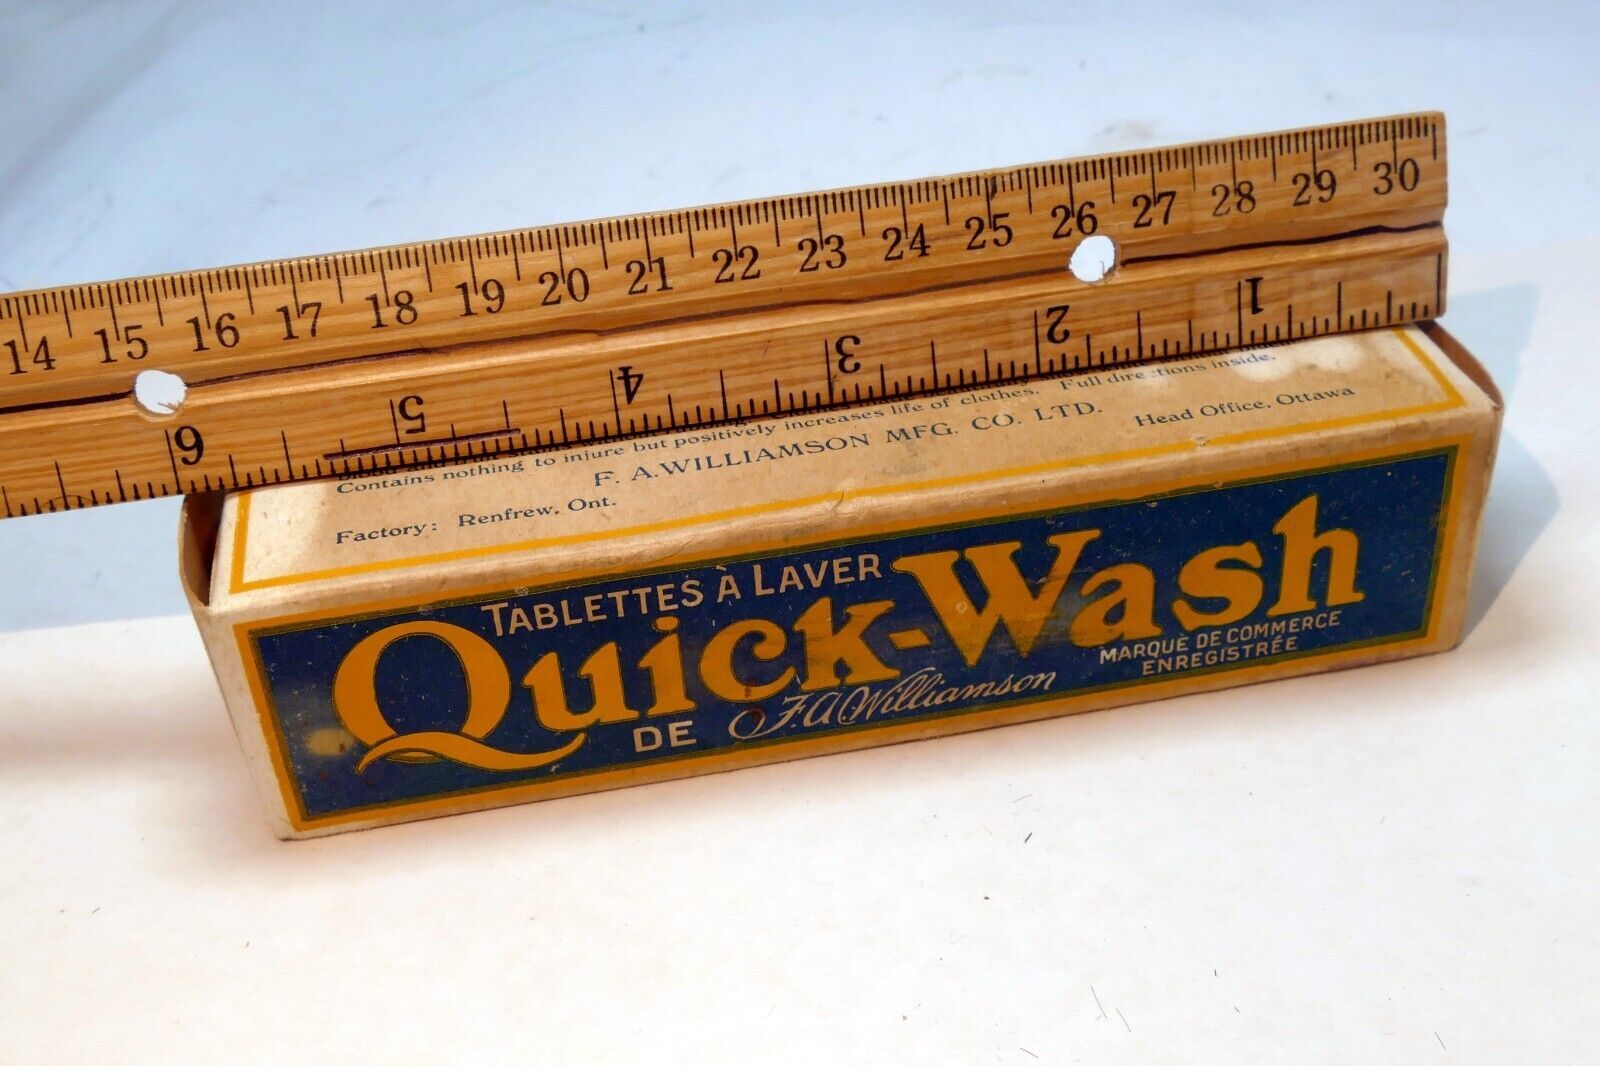 14 15 16 17 18 19 20 21 22 23 24 25 26 27 28 29 30
6 5 4 3 2 1
Full directions inside.
Contains nothing to injure but positively increases life of clothes.
F. A. WILLIAMSON MFG. CO. LTD.
Factory: Renfrew, Ont. Head Office, Ottawa
TABLETTES À LAVER
Quick-Wash
DE F.A. Williamson
MARQUÈ DE COMMERCE
ENREGISTRÉE